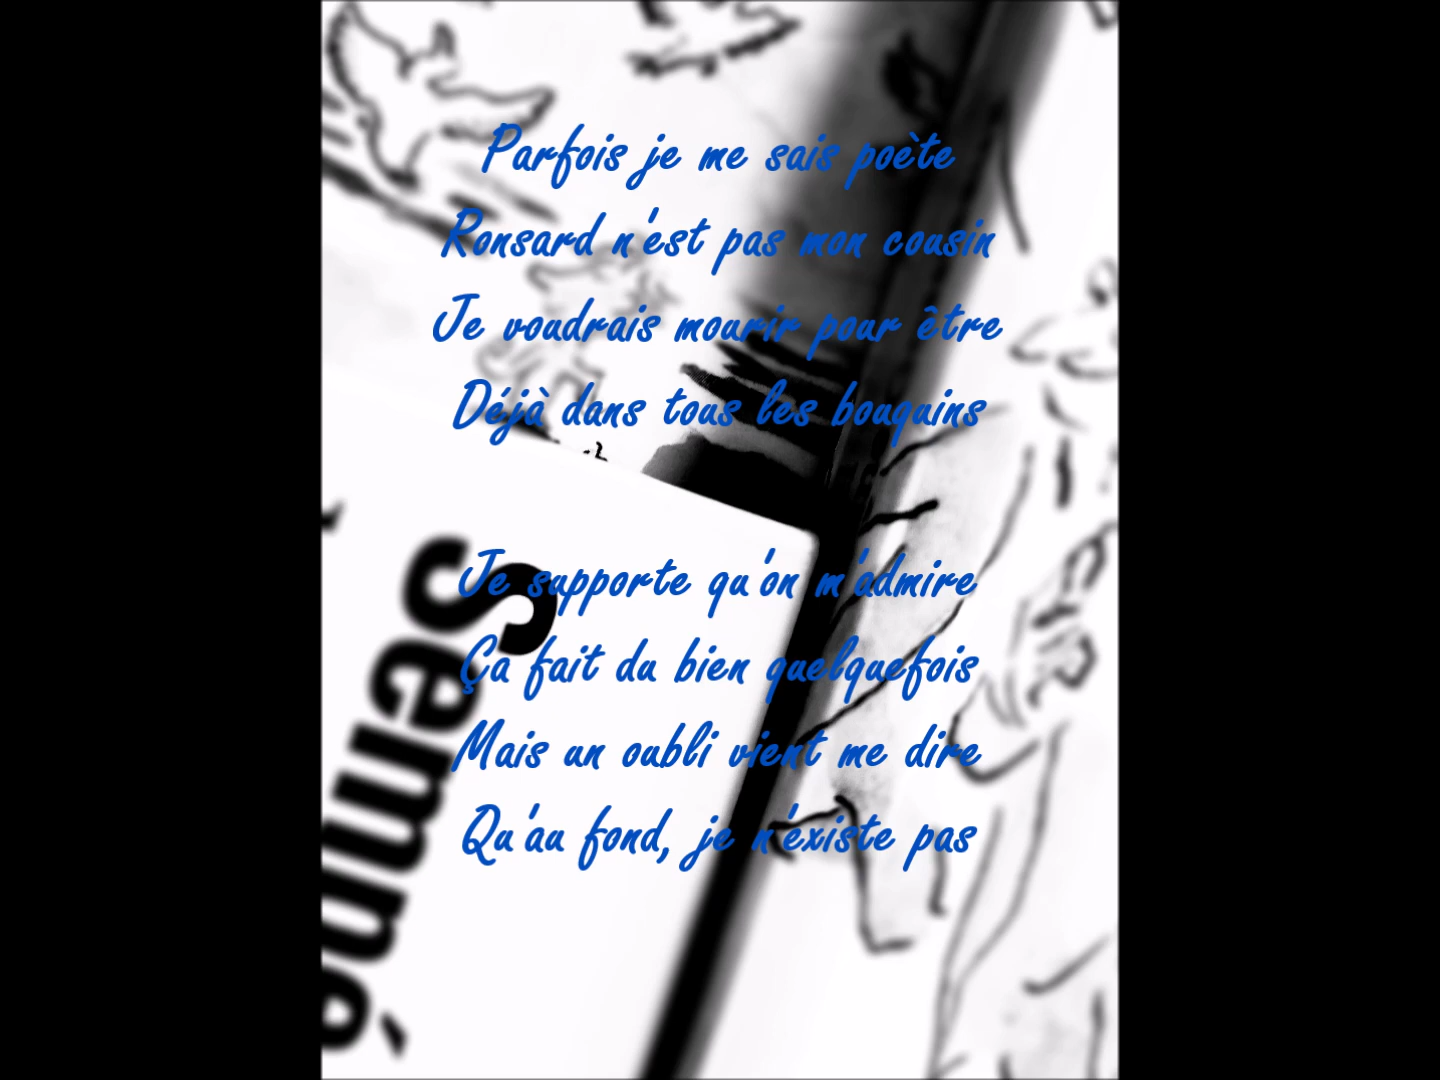 Parfois je me sais poète
Ronsard n'est pas mon cousin
Je voudrais mourir pour être
Déjà dans tous les bouquins
Je supporte qu'on m'admire
Ça fait du bien quelquefois
Mais un oubli vient me dire
Qu'au fond, je n'existe pas
Semmé